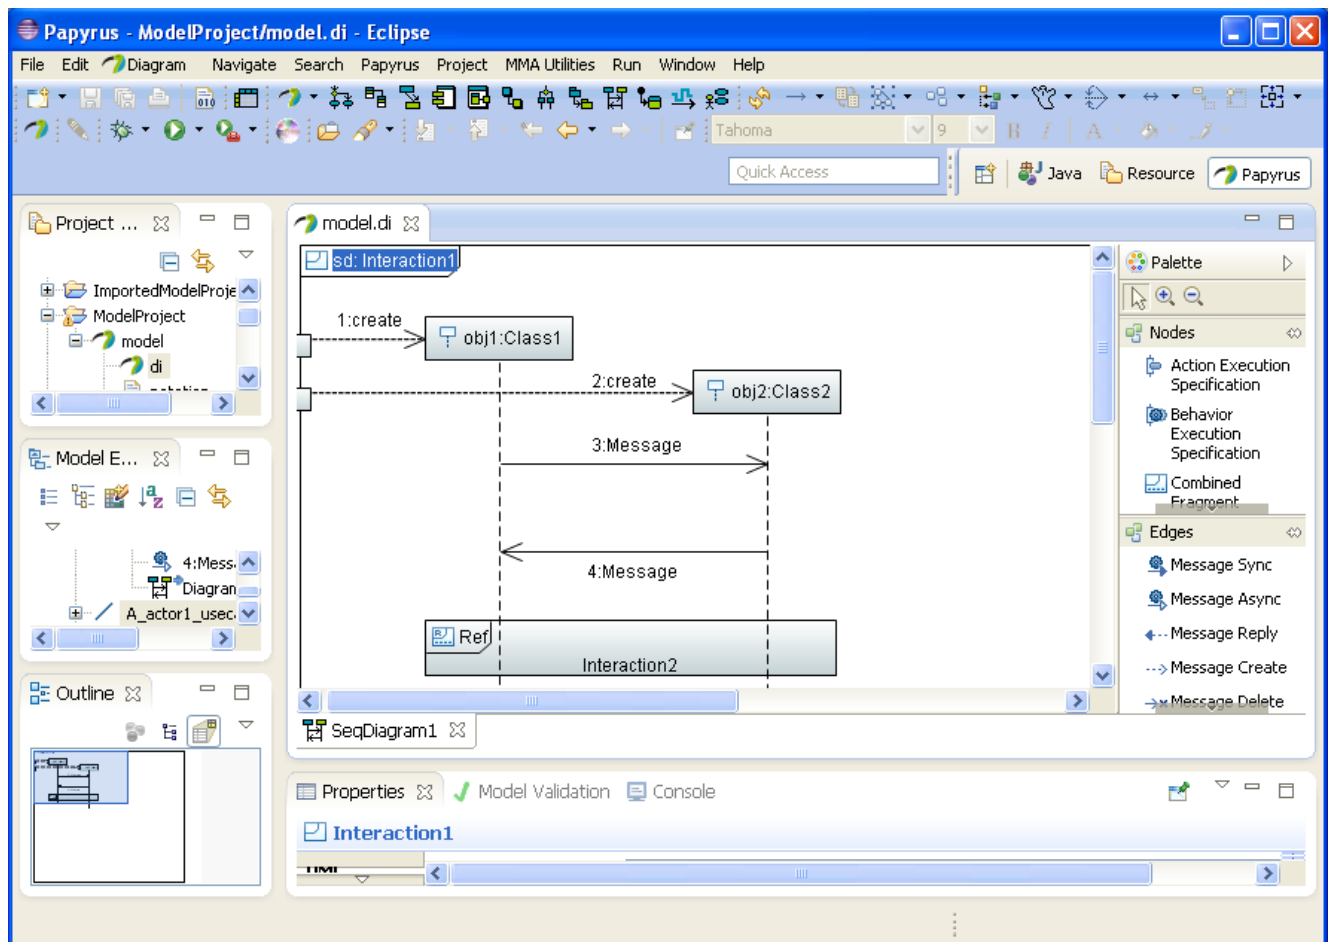 Papyrus - ModelProject/model.di - Eclipse
File Edit Diagram Navigate Search Papyrus Project MMA Utilities Run Window Help
010
Tahoma 9 B I A
Quick Access Java Resource Papyrus
Project ...
ImportedModelProje
ModelProject
model
di
model.di
sd: Interaction1
1:create
obj1:Class1
2:create
obj2:Class2
3:Message
4:Message
Ref
Interaction2
SeqDiagram1
Palette
Nodes
Action Execution
Specification
Behavior
Execution
Specification
Combined
Fragment
Edges
Message Sync
Message Async
Message Reply
Message Create
Message Delete
Model E...
4:Mess
Diagran
A_actor1_usec
Outline
Properties Model Validation Console
Interaction1